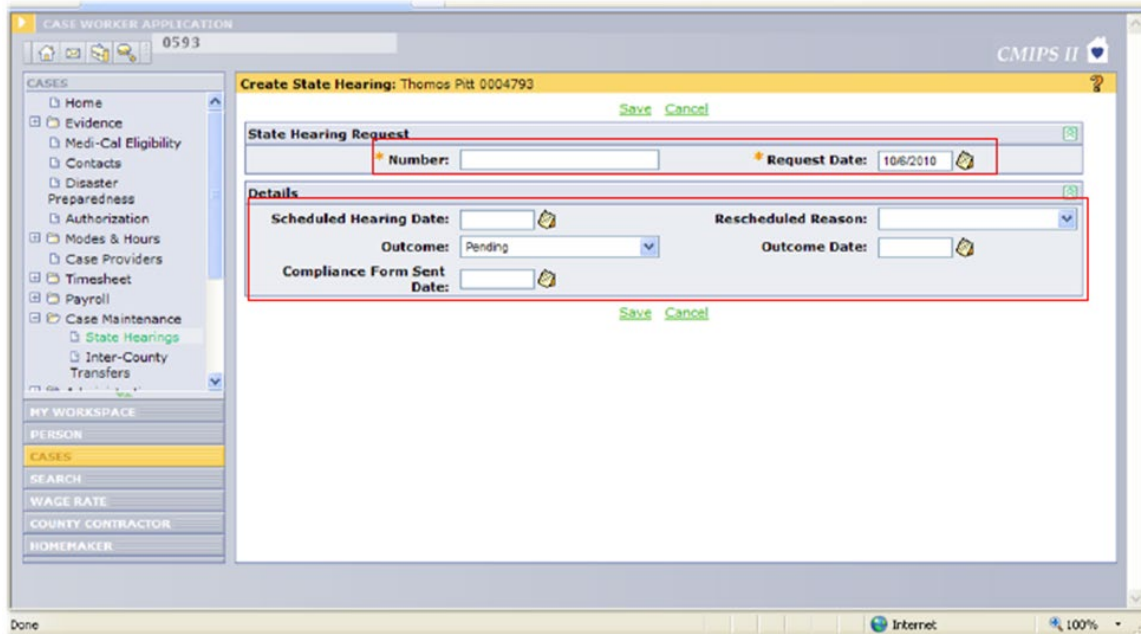 CASE WORKER APPLICATION
0593
CMIPS II
CASES
Home
Evidence
Medi-Cal Eligibility
Contacts
Disaster
Preparedness
Authorization
Modes & Hours
Case Providers
Timesheet
Payroll
Case Maintenance
State Hearings
Inter-County
Transfers
MY WORKSPACE
PERSON
CASES
SEARCH
WAGE RATE
COUNTY CONTRACTOR
HOMEMAKER
Create State Hearing: Thomos Pitt 0004793 ?
Save Cancel
State Hearing Request
* Number: * Request Date: 10/6/2010
Details
Scheduled Hearing Date: Rescheduled Reason:
Outcome: Pending Outcome Date:
Compliance Form Sent
Date:
Save Cancel
Done Internet 100%